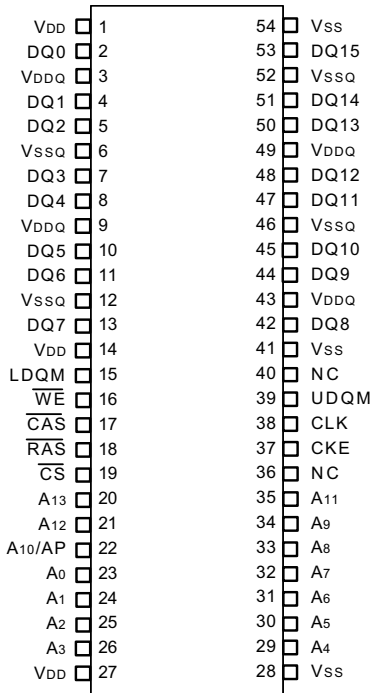 VDD 1 54 VSS
DQ0 2 53 DQ15
VDDQ 3 52 VSSQ
DQ1 4 51 DQ14
DQ2 5 50 DQ13
VSSQ 6 49 VDDQ
DQ3 7 48 DQ12
DQ4 8 47 DQ11
VDDQ 9 46 VSSQ
DQ5 10 45 DQ10
DQ6 11 44 DQ9
VSSQ 12 43 VDDQ
DQ7 13 42 DQ8
VDD 14 41 VSS
LDQM 15 40 NC
W̅E̅ 16 39 UDQM
C̅A̅S̅ 17 38 CLK
R̅A̅S̅ 18 37 CKE
C̅S̅ 19 36 NC
A13 20 35 A11
A12 21 34 A9
A10/AP 22 33 A8
A0 23 32 A7
A1 24 31 A6
A2 25 30 A5
A3 26 29 A4
VDD 27 28 VSS